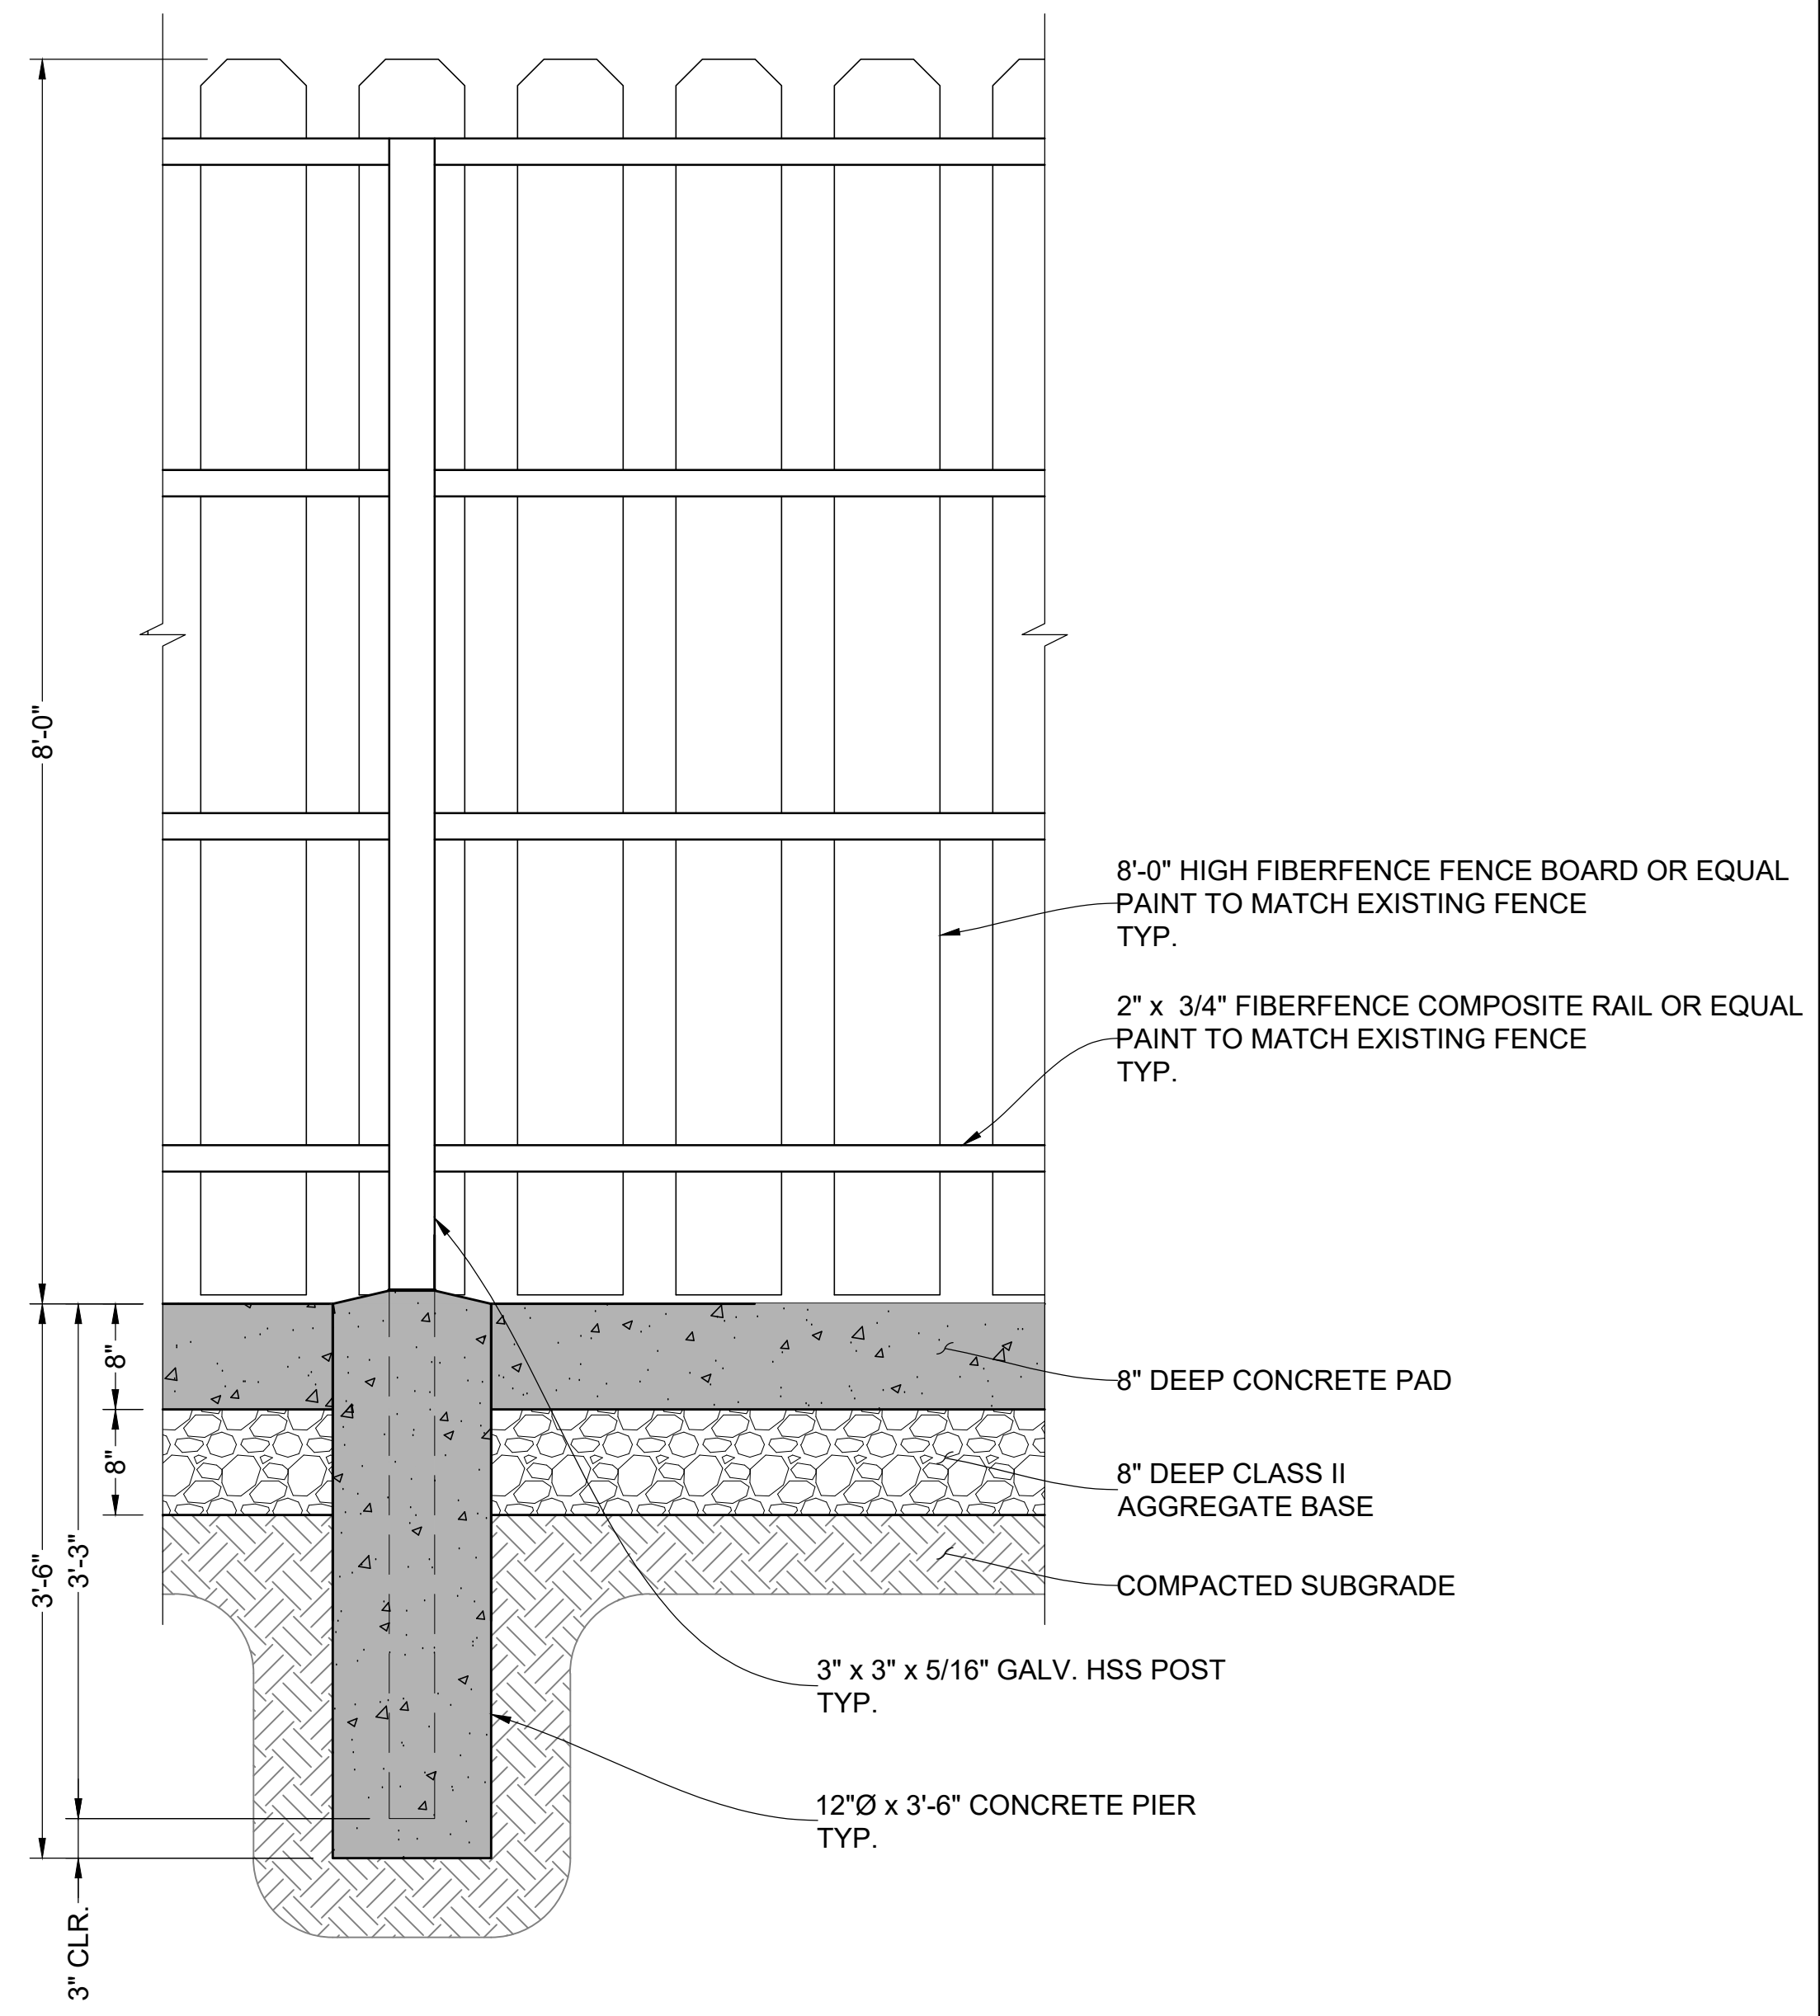 8'-0"
8'-0" HIGH FIBERFENCE FENCE BOARD OR EQUAL
PAINT TO MATCH EXISTING FENCE
TYP.
2" x  3/4" FIBERFENCE COMPOSITE RAIL OR EQUAL
PAINT TO MATCH EXISTING FENCE
TYP.
8"
8" DEEP CONCRETE PAD
8"
8" DEEP CLASS II
AGGREGATE BASE
3'-6"
3'-3"
COMPACTED SUBGRADE
3" x 3" x 5/16" GALV. HSS POST
TYP.
12"Ø x 3'-6" CONCRETE PIER
TYP.
3" CLR.